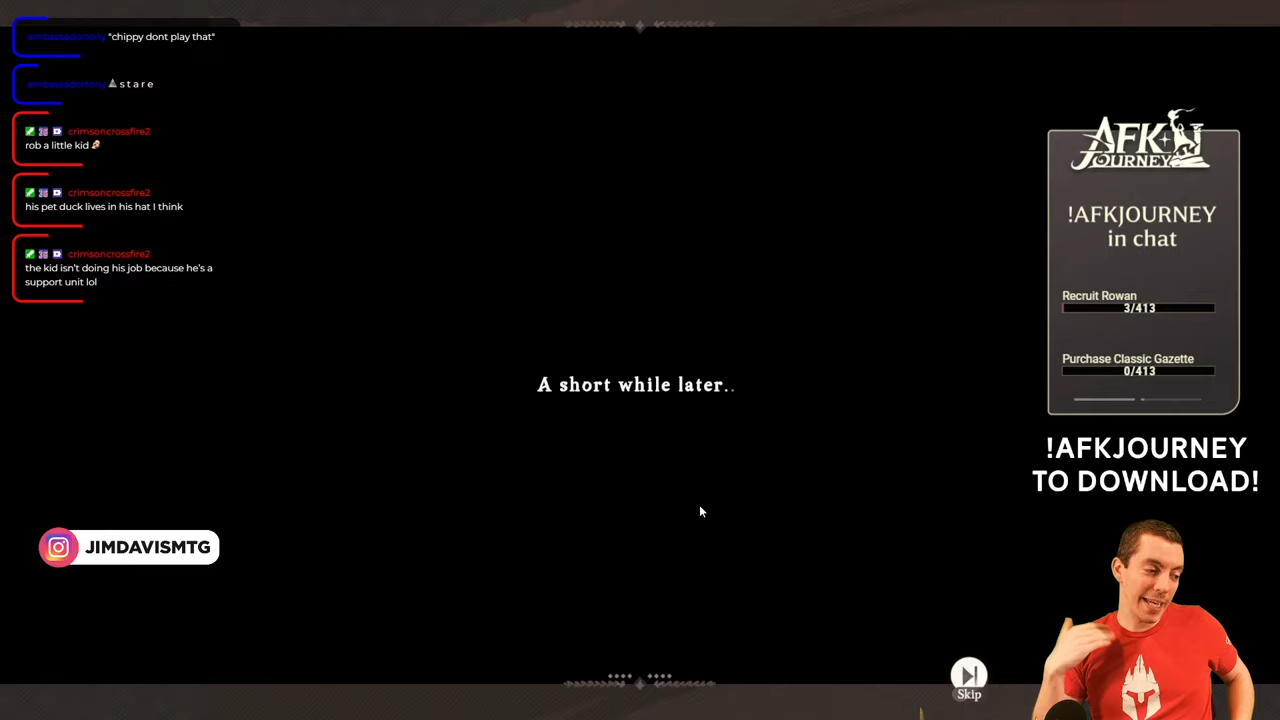 ambassadortony "chippy dont play that"
ambassadortony s t a r e
crimsoncrossfire2
rob a little kid
crimsoncrossfire2
his pet duck lives in his hat I think
crimsoncrossfire2
the kid isn't doing his job because he's a
support unit lol
AFK
JOURNEY
!AFKJOURNEY
in chat
Recruit Rowan
3/413
Purchase Classic Gazette
0/413
A short while later..
!AFKJOURNEY
TO DOWNLOAD!
JIMDAVISMTG
Skip